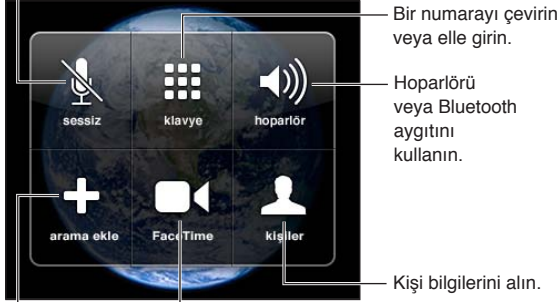 Bir numarayı çevirin
veya elle girin.
sessiz
klavye
hoparlör
Hoparlörü
veya Bluetooth
aygıtını
kullanın.
arama ekle
FaceTime
kişiler
Kişi bilgilerini alın.